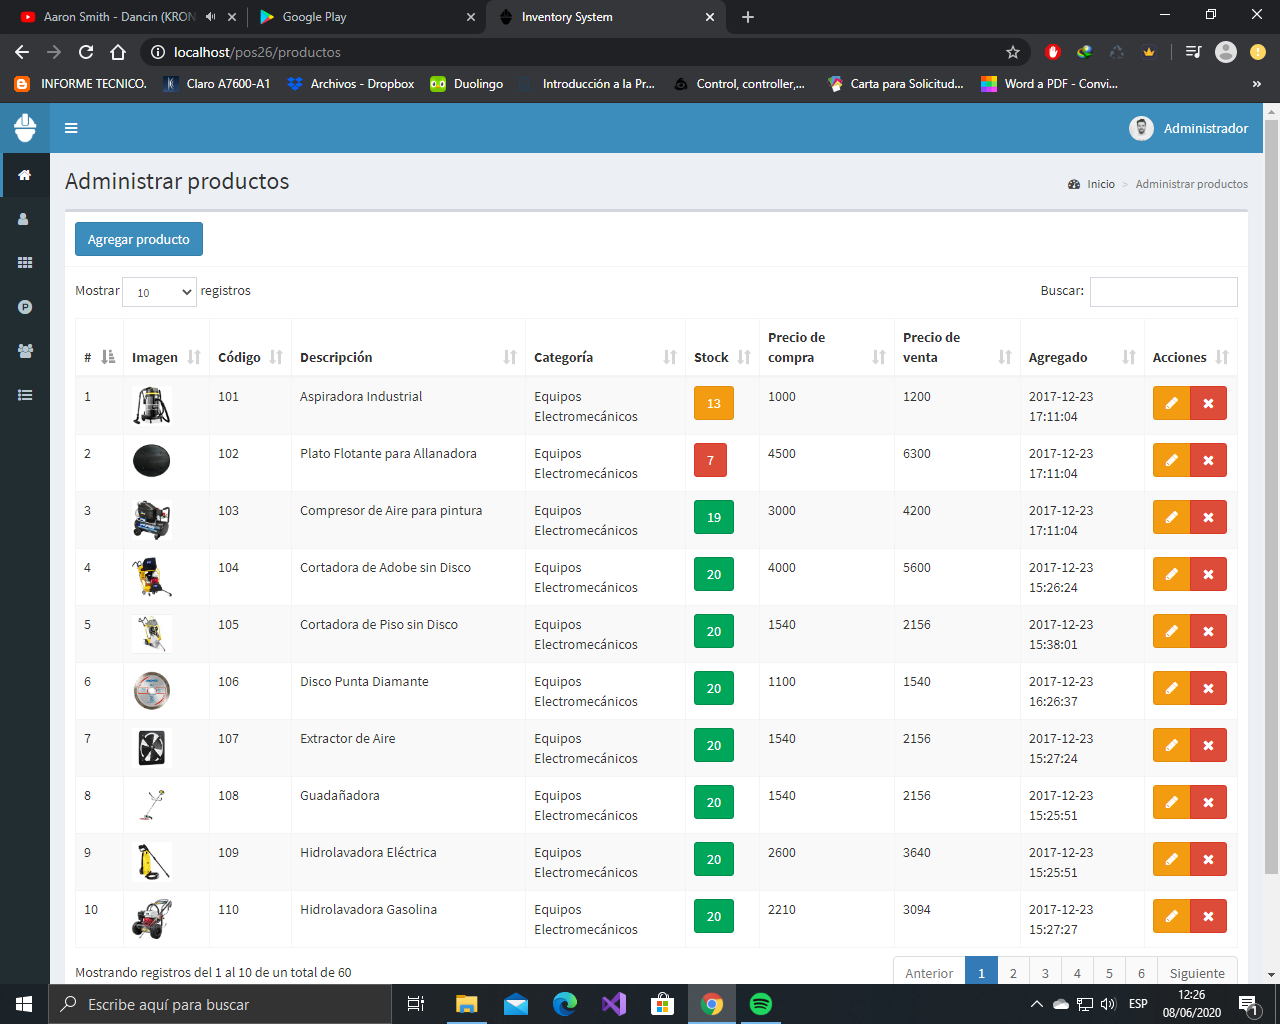 Aaron Smith - Dancin (KRON
Google Play
Inventory System
localhost/pos26/productos
INFORME TECNICO.
Claro A7600-A1
Archivos - Dropbox
Duolingo
Introducción a la Pr...
Control, controller,...
Carta para Solicitud...
Word a PDF - Convi...
»
Administrador
Administrar productos
Inicio > Administrar productos
Agregar producto
Mostrar 10 registros
Buscar:
# Imagen Código Descripción Categoría Stock Precio de compra Precio de venta Agregado Acciones
1 101 Aspiradora Industrial Equipos Electromecánicos 13 1000 1200 2017-12-23 17:11:04
2 102 Plato Flotante para Allanadora Equipos Electromecánicos 7 4500 6300 2017-12-23 17:11:04
3 103 Compresor de Aire para pintura Equipos Electromecánicos 19 3000 4200 2017-12-23 17:11:04
4 104 Cortadora de Adobe sin Disco Equipos Electromecánicos 20 4000 5600 2017-12-23 15:26:24
5 105 Cortadora de Piso sin Disco Equipos Electromecánicos 20 1540 2156 2017-12-23 15:38:01
6 106 Disco Punta Diamante Equipos Electromecánicos 20 1100 1540 2017-12-23 16:26:37
7 107 Extractor de Aire Equipos Electromecánicos 20 1540 2156 2017-12-23 15:27:24
8 108 Guadañadora Equipos Electromecánicos 20 1540 2156 2017-12-23 15:25:51
9 109 Hidrolavadora Eléctrica Equipos Electromecánicos 20 2600 3640 2017-12-23 15:25:51
10 110 Hidrolavadora Gasolina Equipos Electromecánicos 20 2210 3094 2017-12-23 15:27:27
Mostrando registros del 1 al 10 de un total de 60
Anterior 1 2 3 4 5 6 Siguiente
Escribe aquí para buscar
ESP
12:26
08/06/2020
1